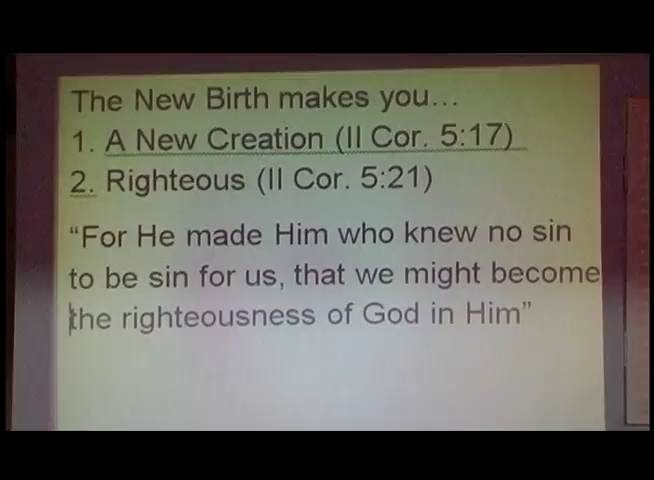 The New Birth makes you...
1. A New Creation (II Cor. 5:17)
2. Righteous (II Cor. 5:21)
“For He made Him who knew no sin
to be sin for us, that we might become
the righteousness of God in Him”